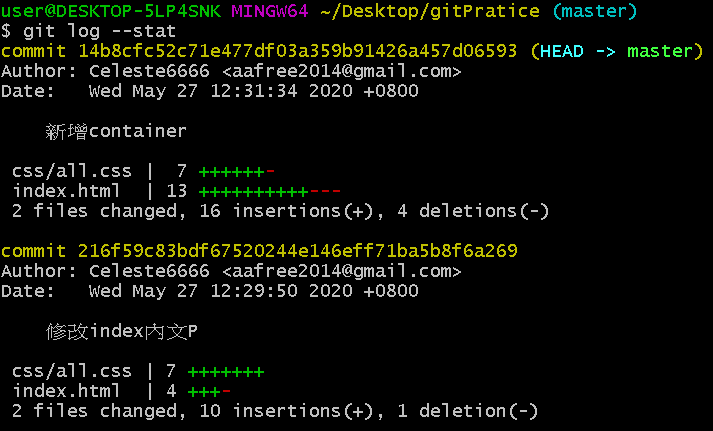 user@DESKTOP-5LP4SNK MINGW64 ~/Desktop/gitPratice (master)
$ git log --stat
commit 14b8cfc52c71e477df03a359b91426a457d06593 (HEAD -> master)
Author: Celeste6666 <aafree2014@gmail.com>
Date:   Wed May 27 12:31:34 2020 +0800
    新增container
 css/all.css |  7 ++++++-
 index.html  | 13 ++++++++++---
 2 files changed, 16 insertions(+), 4 deletions(-)
commit 216f59c83bdf67520244e146eff71ba5b8f6a269
Author: Celeste6666 <aafree2014@gmail.com>
Date:   Wed May 27 12:29:50 2020 +0800
    修改index內文P
 css/all.css | 7 +++++++
 index.html  | 4 +++-
 2 files changed, 10 insertions(+), 1 deletion(-)